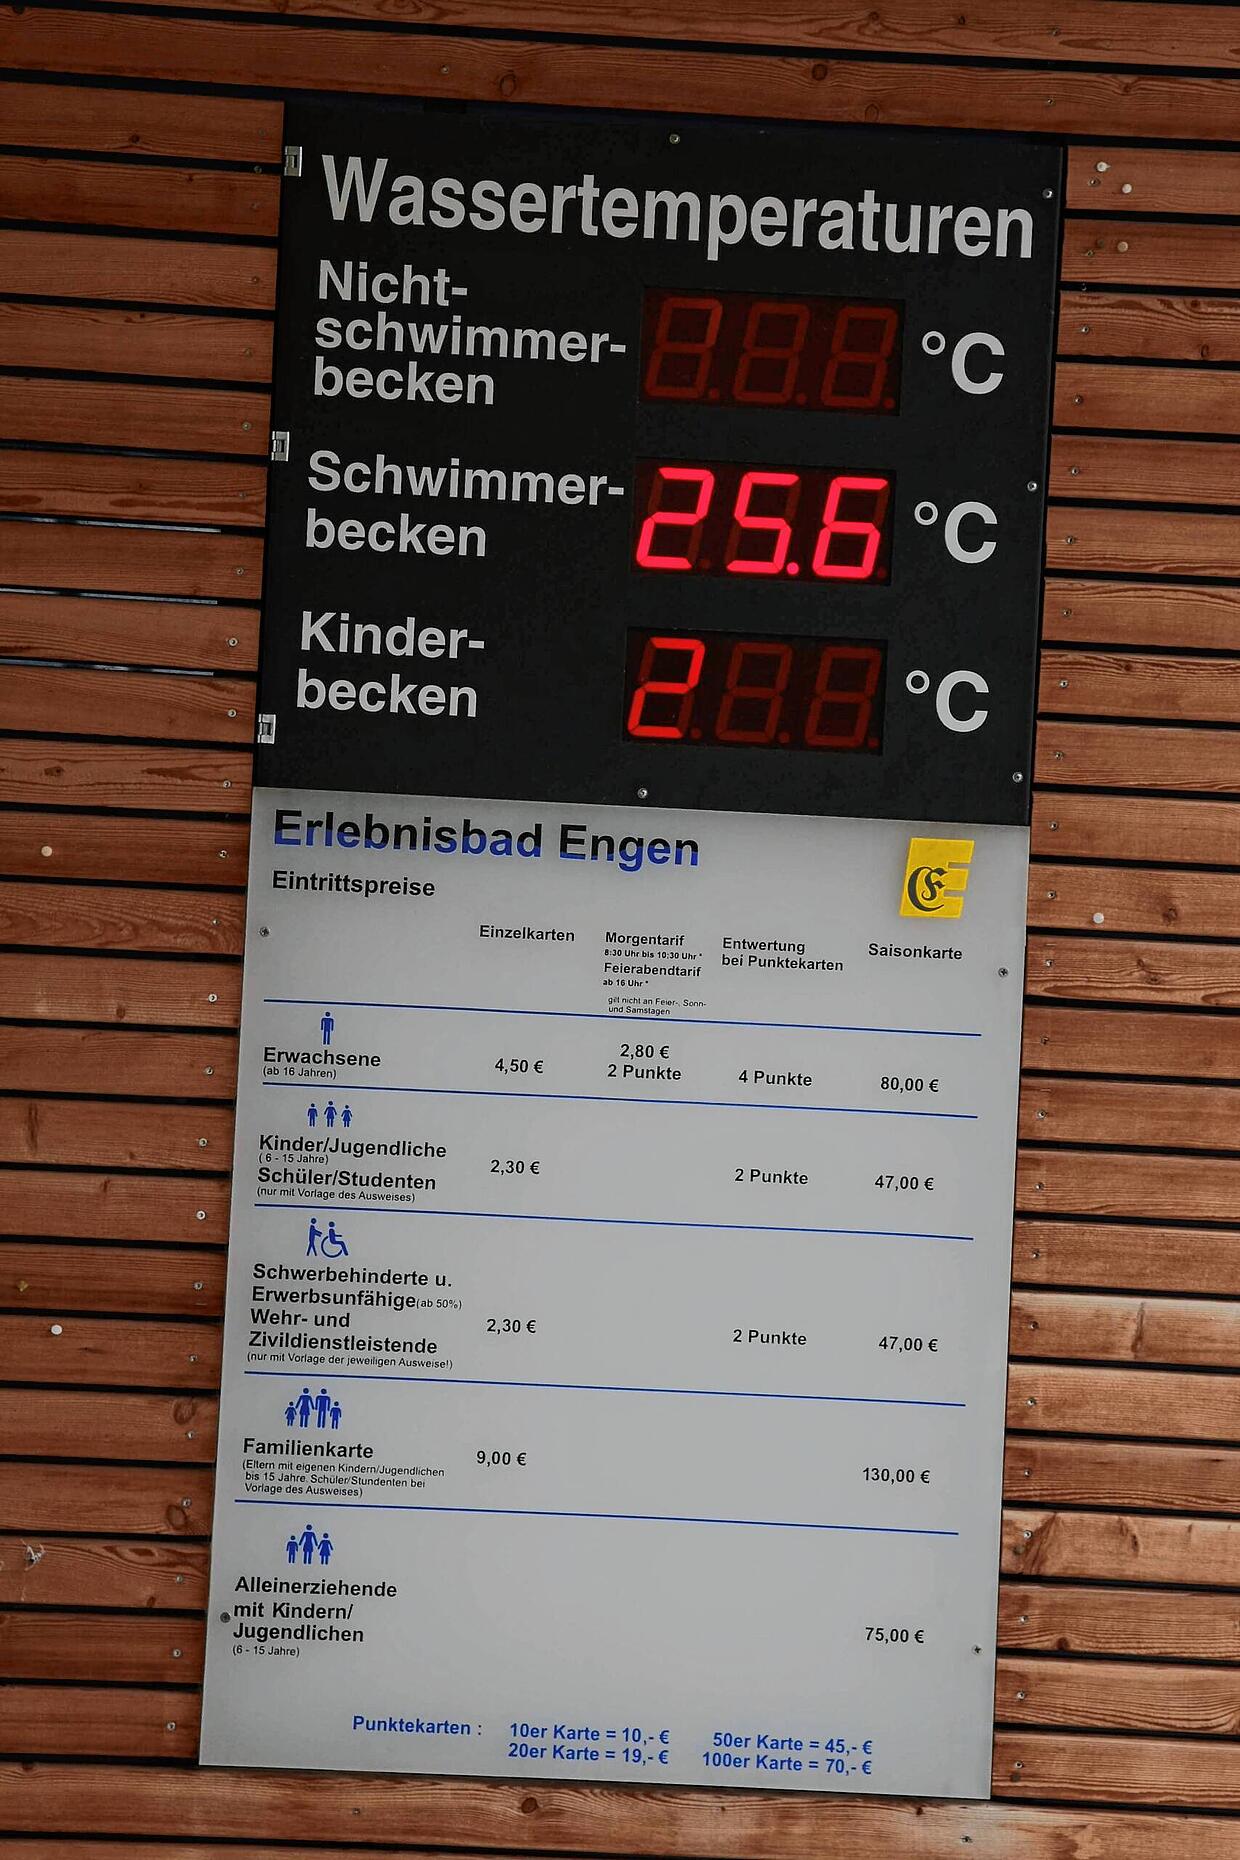 Wassertemperaturen
Nicht-
schwimmer-
becken
°C
Schwimmer-
becken
25.6 °C
Kinder-
becken
2 °C
Erlebnisbad Engen
Eintrittspreise
E
Einzelkarten
Morgentarif
8:30 Uhr bis 10:30 Uhr *
Feierabendtarif
ab 16 Uhr *
gilt nicht an Feier-, Sonn-
und Samstagen
Entwertung
bei Punktekarten
Saisonkarte
Erwachsene
(ab 16 Jahren)
4,50 €
2,80 €
2 Punkte
4 Punkte
80,00 €
Kinder/Jugendliche
( 6 - 15 Jahre)
Schüler/Studenten
(nur mit Vorlage des Ausweises)
2,30 €
2 Punkte
47,00 €
Schwerbehinderte u.
Erwerbsunfähige(ab 50%)
Wehr- und
Zivildienstleistende
(nur mit Vorlage der jeweiligen Ausweise!)
2,30 €
2 Punkte
47,00 €
Familienkarte
(Eltern mit eigenen Kindern/Jugendlichen
bis 15 Jahre. Schüler/Stundenten bei
Vorlage des Ausweises)
9,00 €
130,00 €
Alleinerziehende
mit Kindern/
Jugendlichen
(6 - 15 Jahre)
75,00 €
Punktekarten : 10er Karte = 10,- € 50er Karte = 45,- €
20er Karte = 19,- € 100er Karte = 70,- €